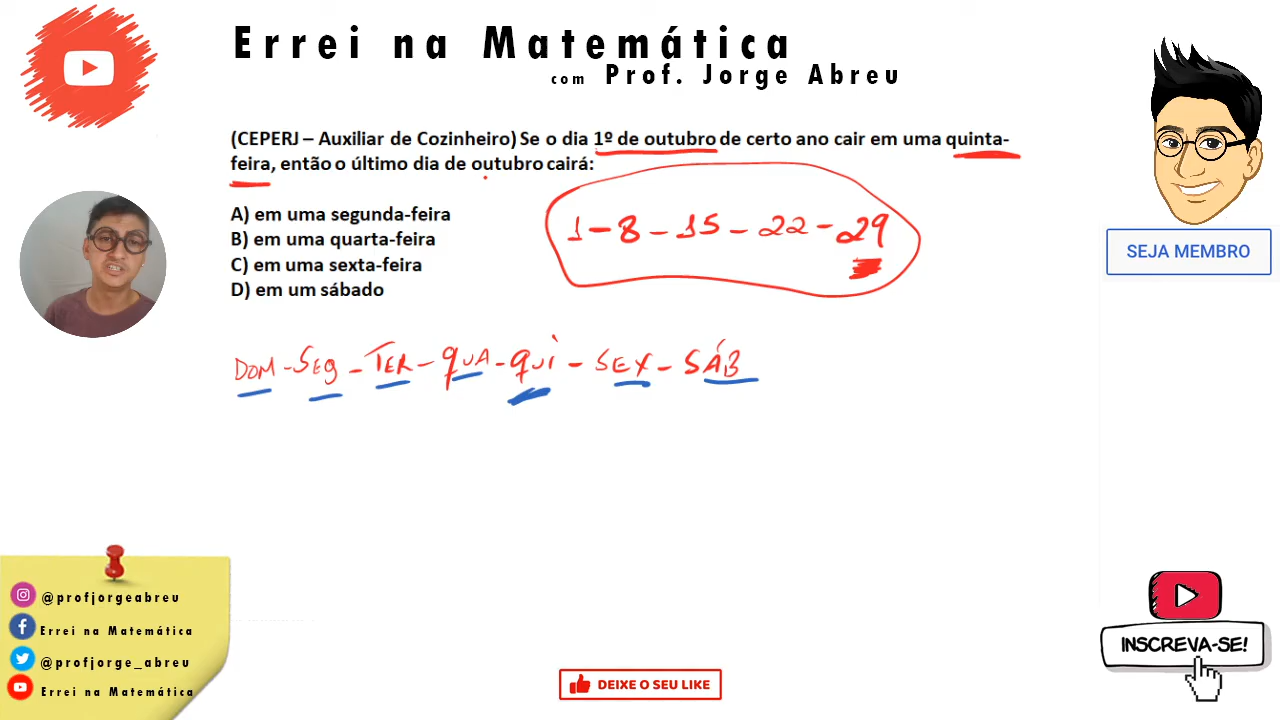 Errei na Matemática
com Prof. Jorge Abreu
(CEPERJ – Auxiliar de Cozinheiro) Se o dia 1º de outubro de certo ano cair em uma quinta-
feira, então o último dia de outubro cairá:
A) em uma segunda-feira
B) em uma quarta-feira
C) em uma sexta-feira
D) em um sábado
1 - 8 - 15 - 22 - 29
DOM - SEG - TER - QUA - QUI - SEX - SÁB
SEJA MEMBRO
@profjorgeabreu
Errei na Matemática
@profjorge_abreu
Errei na Matemática
DEIXE O SEU LIKE
INSCREVA-SE!